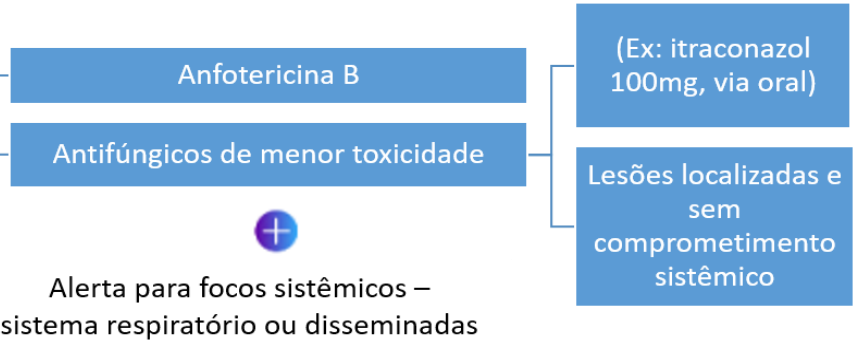 Anfotericina B
Antifúngicos de menor toxicidade
Alerta para focos sistêmicos –
sistema respiratório ou disseminadas
(Ex: itraconazol
100mg, via oral)
Lesões localizadas e
sem
comprometimento
sistêmico